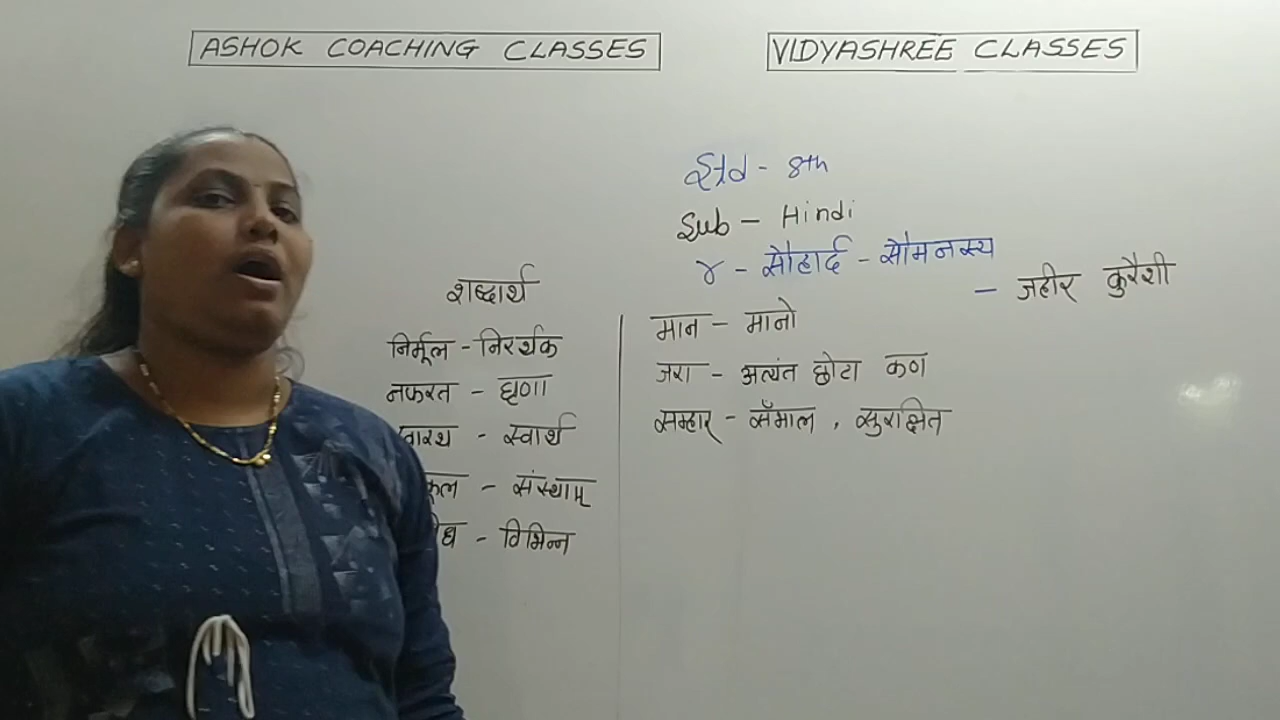 ASHOK COACHING CLASSES
VIDYASHREE CLASSES
Std - 8th
Sub - Hindi
४ - सौहार्द - सौमनस्य
- जहीर कुरैशी
शब्दार्थ
निर्मूल - निरर्थक
नफरत - घृणा
स्वार्थ
विभिन्न
मान - मानो
जरा - अत्यंत छोटा कण
सम्हार - सँभाल , सुरक्षित